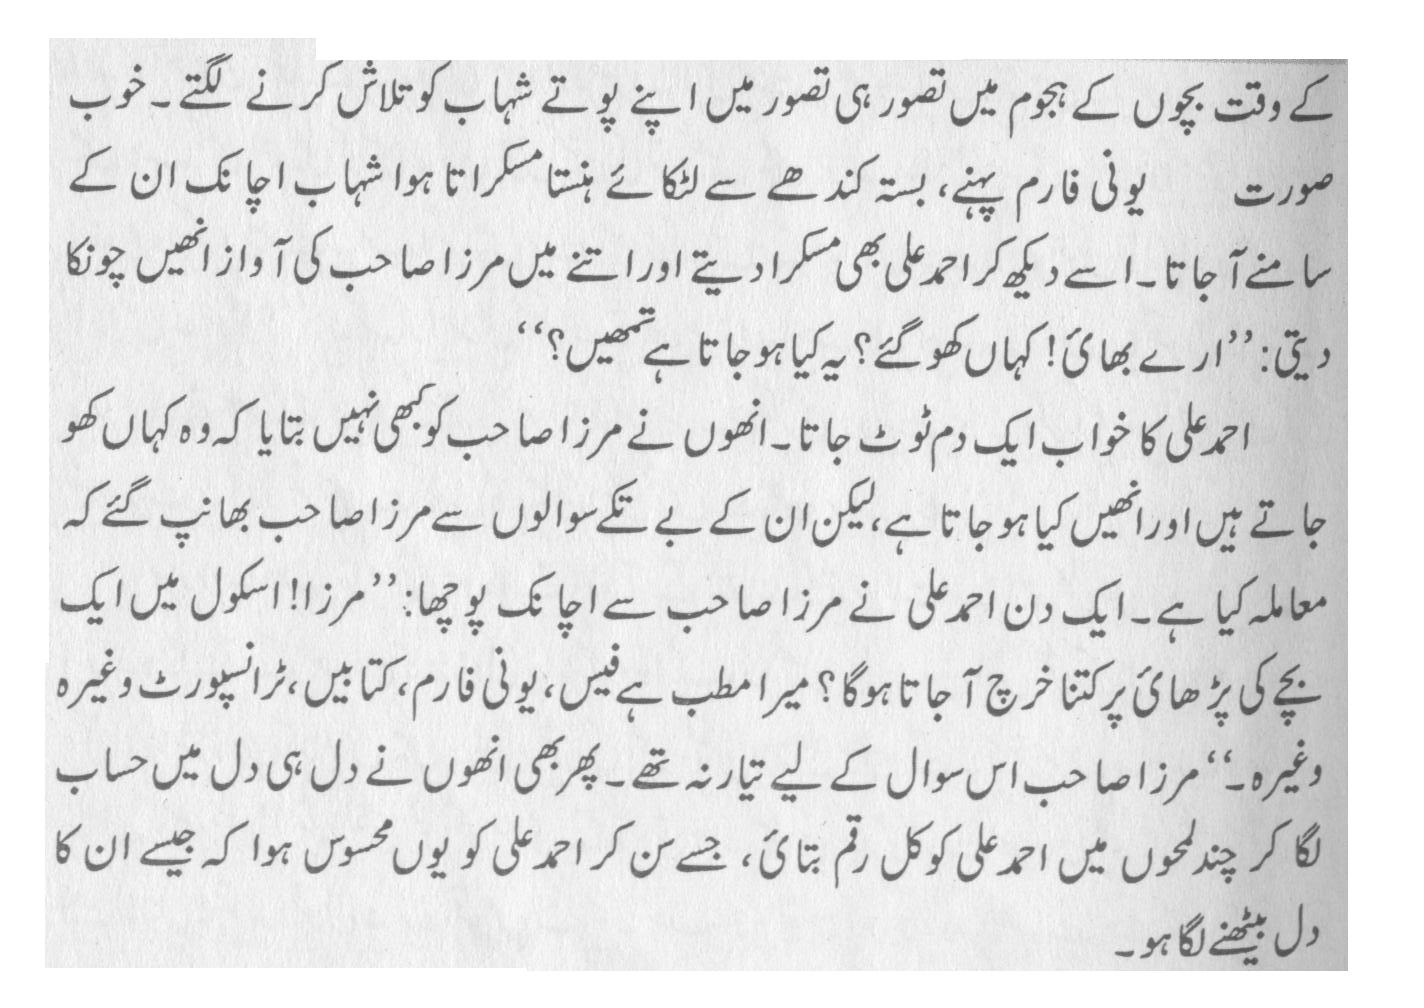 کے وقت بچوں کے ہجوم میں تصور ہی تصور میں اپنے پوتے شہاب کو تلاش کرنے لگتے۔ خوب
صورت یونی فارم پہنے، بستہ کندھے سے لٹکائے ہنستا مسکراتا ہوا شہاب اچانک ان کے
سامنے آجاتا۔ اسے دیکھ کر احمد علی بھی مسکرا دیتے اور اتنے میں مرزا صاحب کی آواز انھیں چونکا
دیتی: ’’ارے بھائی! کہاں کھو گئے؟ یہ کیا ہو جاتا ہے تمھیں؟‘‘
احمد علی کا خواب ایک دم ٹوٹ جاتا۔ انھوں نے مرزا صاحب کو کبھی نہیں بتایا کہ وہ کہاں کھو
جاتے ہیں اور انھیں کیا ہو جاتا ہے، لیکن ان کے بے تکے سوالوں سے مرزا صاحب بھانپ گئے کہ
معاملہ کیا ہے۔ ایک دن احمد علی نے مرزا صاحب سے اچانک پوچھا: ’’مرزا! اسکول میں ایک
بچے کی پڑھائی پر کتنا خرچ آجاتا ہوگا؟ میرا مطب ہے فیس، یونی فارم، کتابیں، ٹرانسپورٹ وغیرہ
وغیرہ۔‘‘ مرزا صاحب اس سوال کے لیے تیار نہ تھے۔ پھر بھی انھوں نے دل ہی دل میں حساب
لگا کر چند لمحوں میں احمد علی کو کل رقم بتائی، جسے سن کر احمد علی کو یوں محسوس ہوا کہ جیسے ان کا
دل بیٹھنے لگا ہو۔